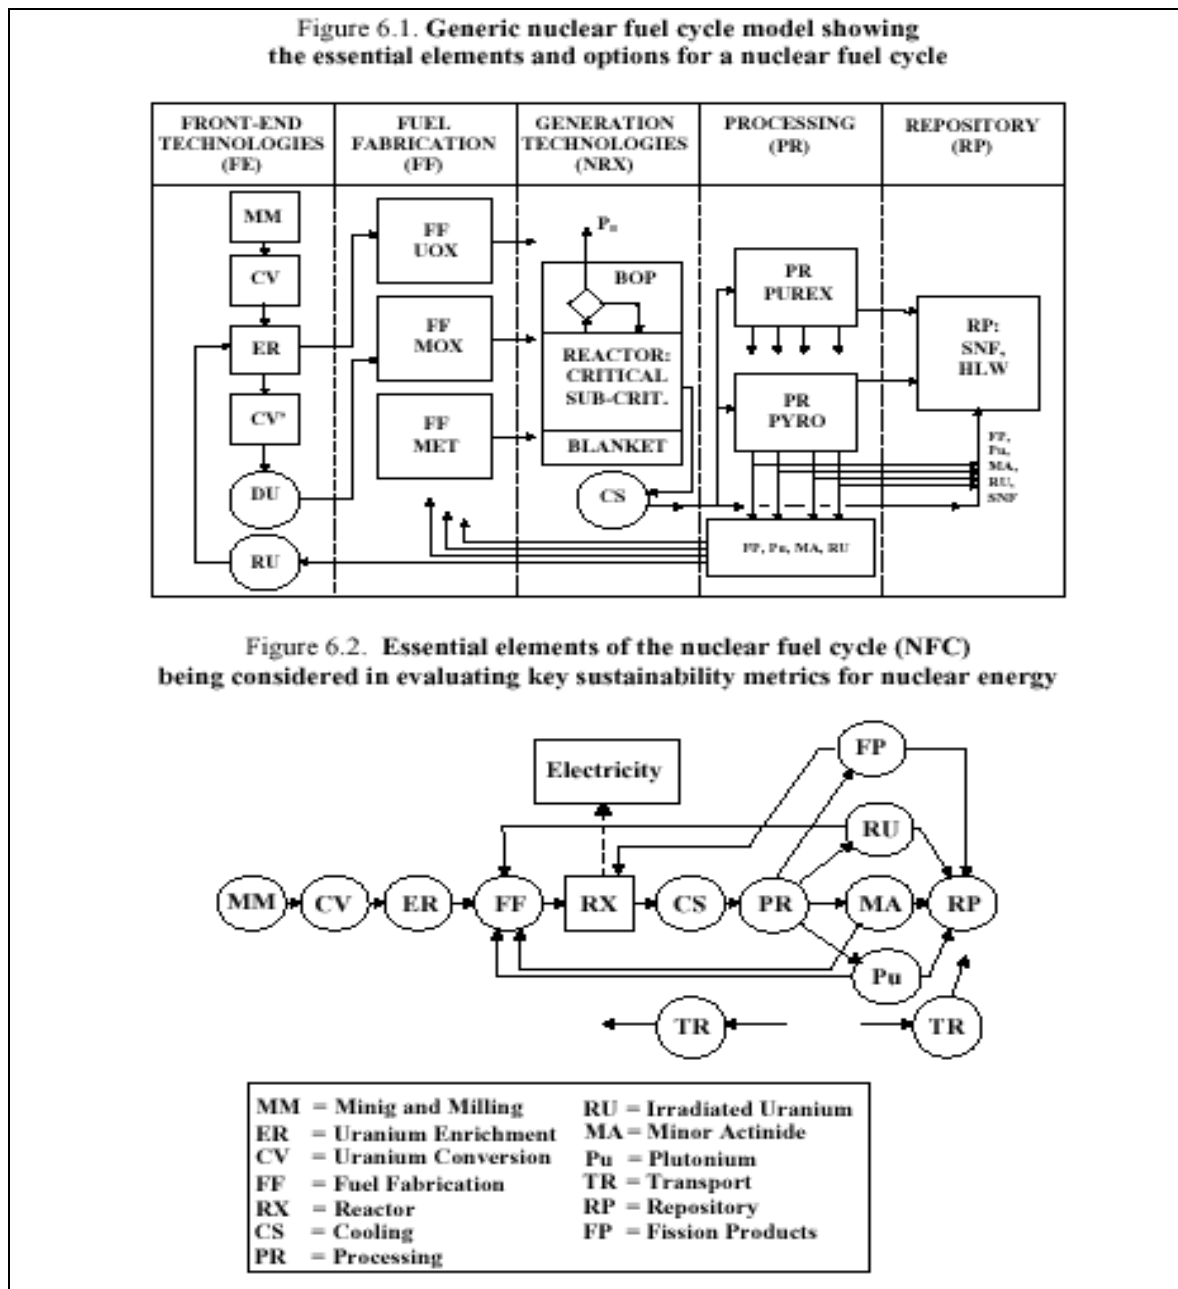 Figure 6.1. Generic nuclear fuel cycle model showing
the essential elements and options for a nuclear fuel cycle
FRONT-END
TECHNOLOGIES
(FE)
FUEL
FABRICATION
(FF)
GENERATION
TECHNOLOGIES
(NRX)
PROCESSING
(PR)
REPOSITORY
(RP)
MM
CV
ER
CV'
DU
RU
FF
UOX
FF
MOX
FF
MET
Pₑ
BOP
REACTOR:
CRITICAL
SUB-CRIT.
BLANKET
CS
PR
PUREX
PR
PYRO
FP, Pu, MA, RU
RP:
SNF,
HLW
FP,
Pu,
MA,
RU,
SNF
Figure 6.2. Essential elements of the nuclear fuel cycle (NFC)
being considered in evaluating key sustainability metrics for nuclear energy
Electricity
FP
RU
MM
CV
ER
FF
RX
CS
PR
MA
RP
Pu
TR
TR
MM = Minig and Milling
ER = Uranium Enrichment
CV = Uranium Conversion
FF = Fuel Fabrication
RX = Reactor
CS = Cooling
PR = Processing
RU = Irradiated Uranium
MA = Minor Actinide
Pu = Plutonium
TR = Transport
RP = Repository
FP = Fission Products